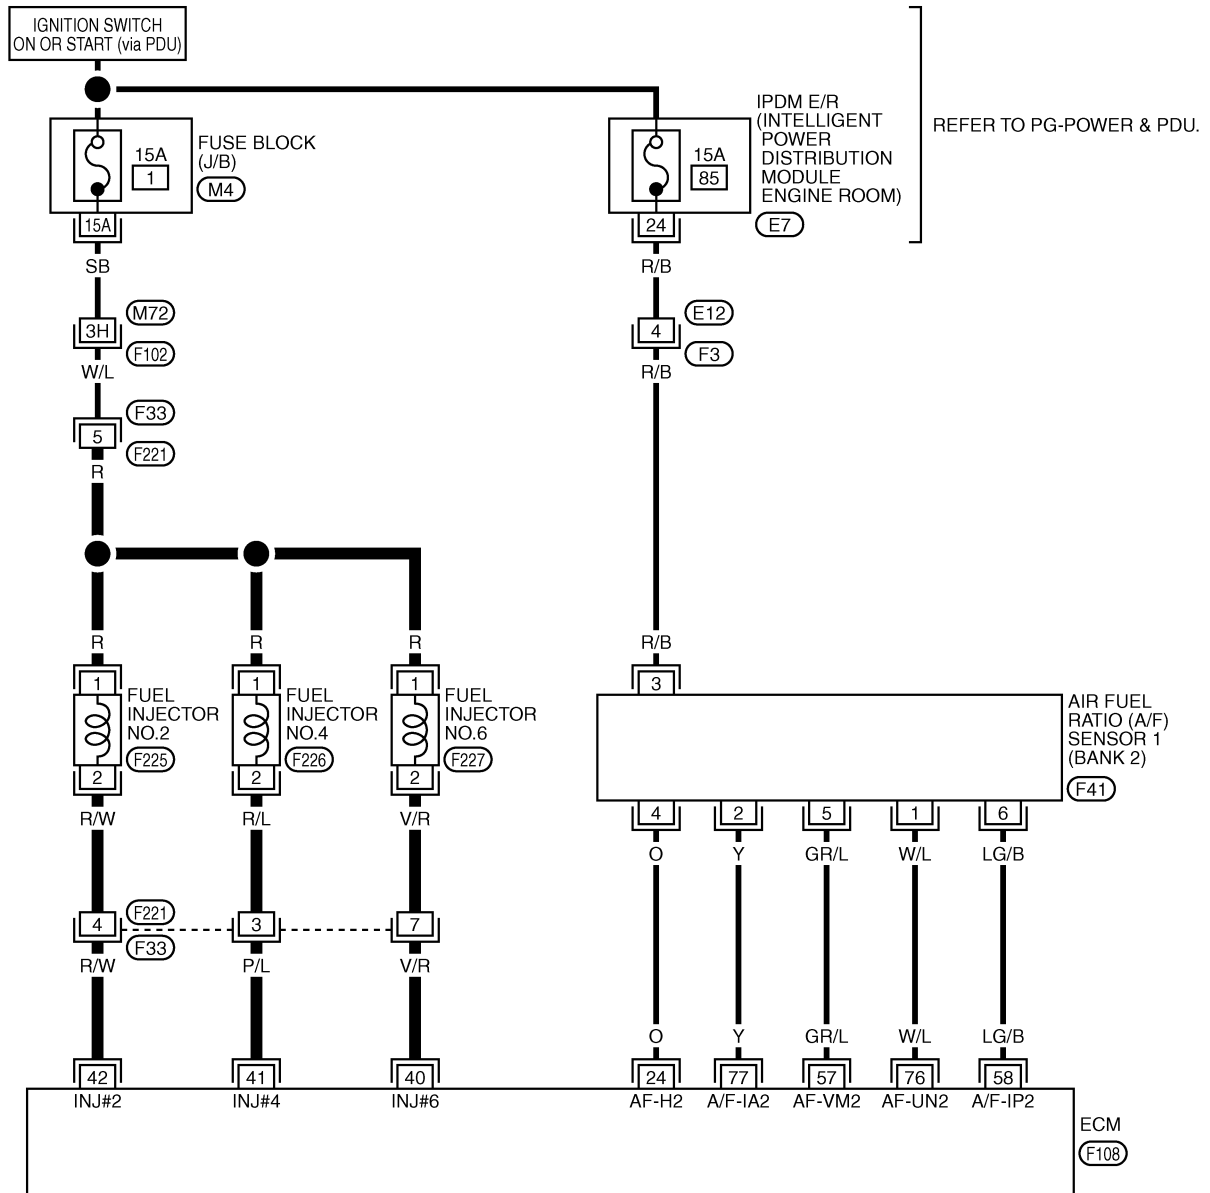 IGNITION SWITCH
ON OR START (via PDU)
FUSE BLOCK
(J/B)
M4
15A
1
15A
IPDM E/R
(INTELLIGENT
POWER
DISTRIBUTION
MODULE
ENGINE ROOM)
E7
15A
85
24
REFER TO PG-POWER & PDU.
SB
R/B
M72
3H
F102
E12
4
F3
W/L
R/B
F33
5
F221
R
R
R
R
R/B
1
FUEL
INJECTOR
NO.2
F225
2
1
FUEL
INJECTOR
NO.4
F226
2
1
FUEL
INJECTOR
NO.6
F227
2
3
AIR FUEL
RATIO (A/F)
SENSOR 1
(BANK 2)
F41
4
2
5
1
6
R/W
R/L
V/R
O
Y
GR/L
W/L
LG/B
4
F221
F33
3
7
R/W
P/L
V/R
O
Y
GR/L
W/L
LG/B
42
41
40
24
77
57
76
58
INJ#2
INJ#4
INJ#6
AF-H2
A/F-IA2
AF-VM2
AF-UN2
A/F-IP2
ECM
F108